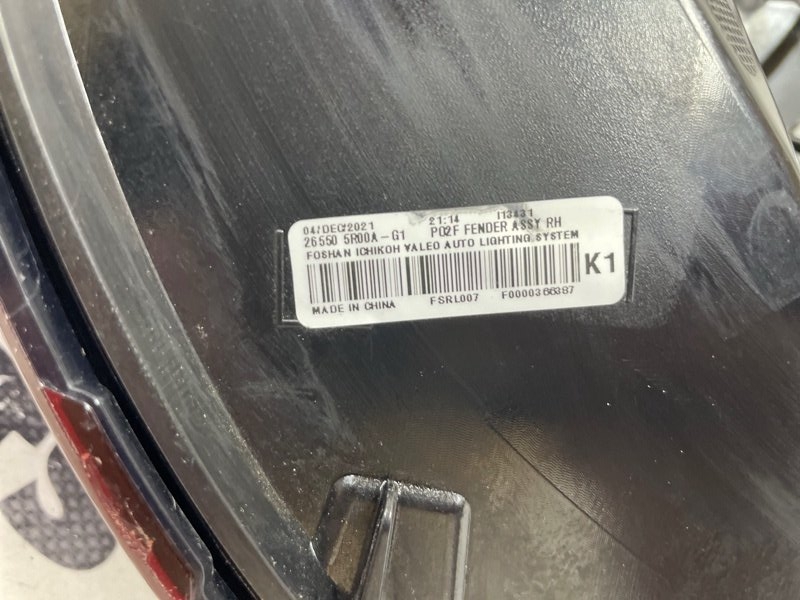 04/DEC/2021 21:14 I13431
26550 5R00A-G1 PO2F FENDER ASSY RH
FOSHAN ICHIKOH VALEO AUTO LIGHTING SYSTEM
K1
MADE IN CHINA FSRL007 F0000366387